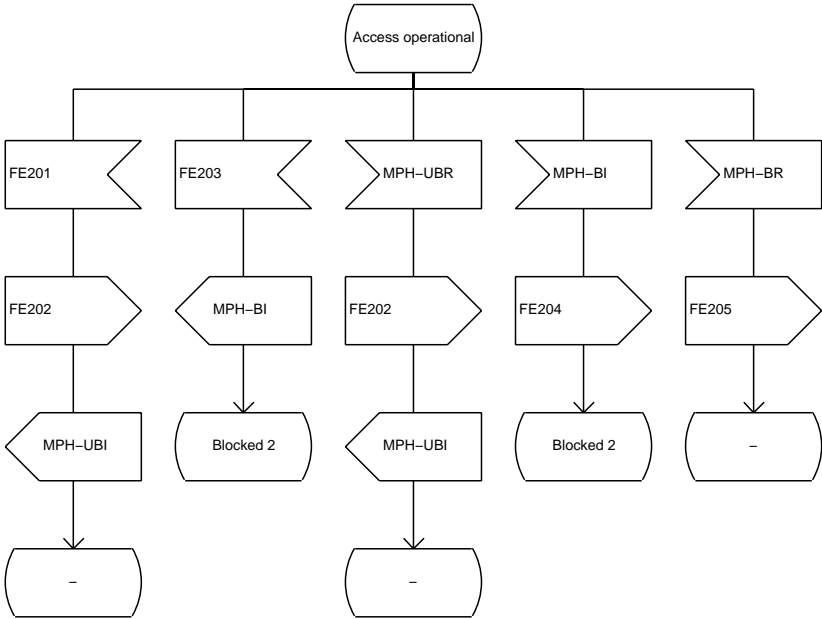 Access operational
FE201
FE203
MPH−UBR
MPH−BI
MPH−BR
FE202
MPH−BI
FE202
FE204
FE205
MPH−UBI
Blocked 2
MPH−UBI
Blocked 2
−
−
−